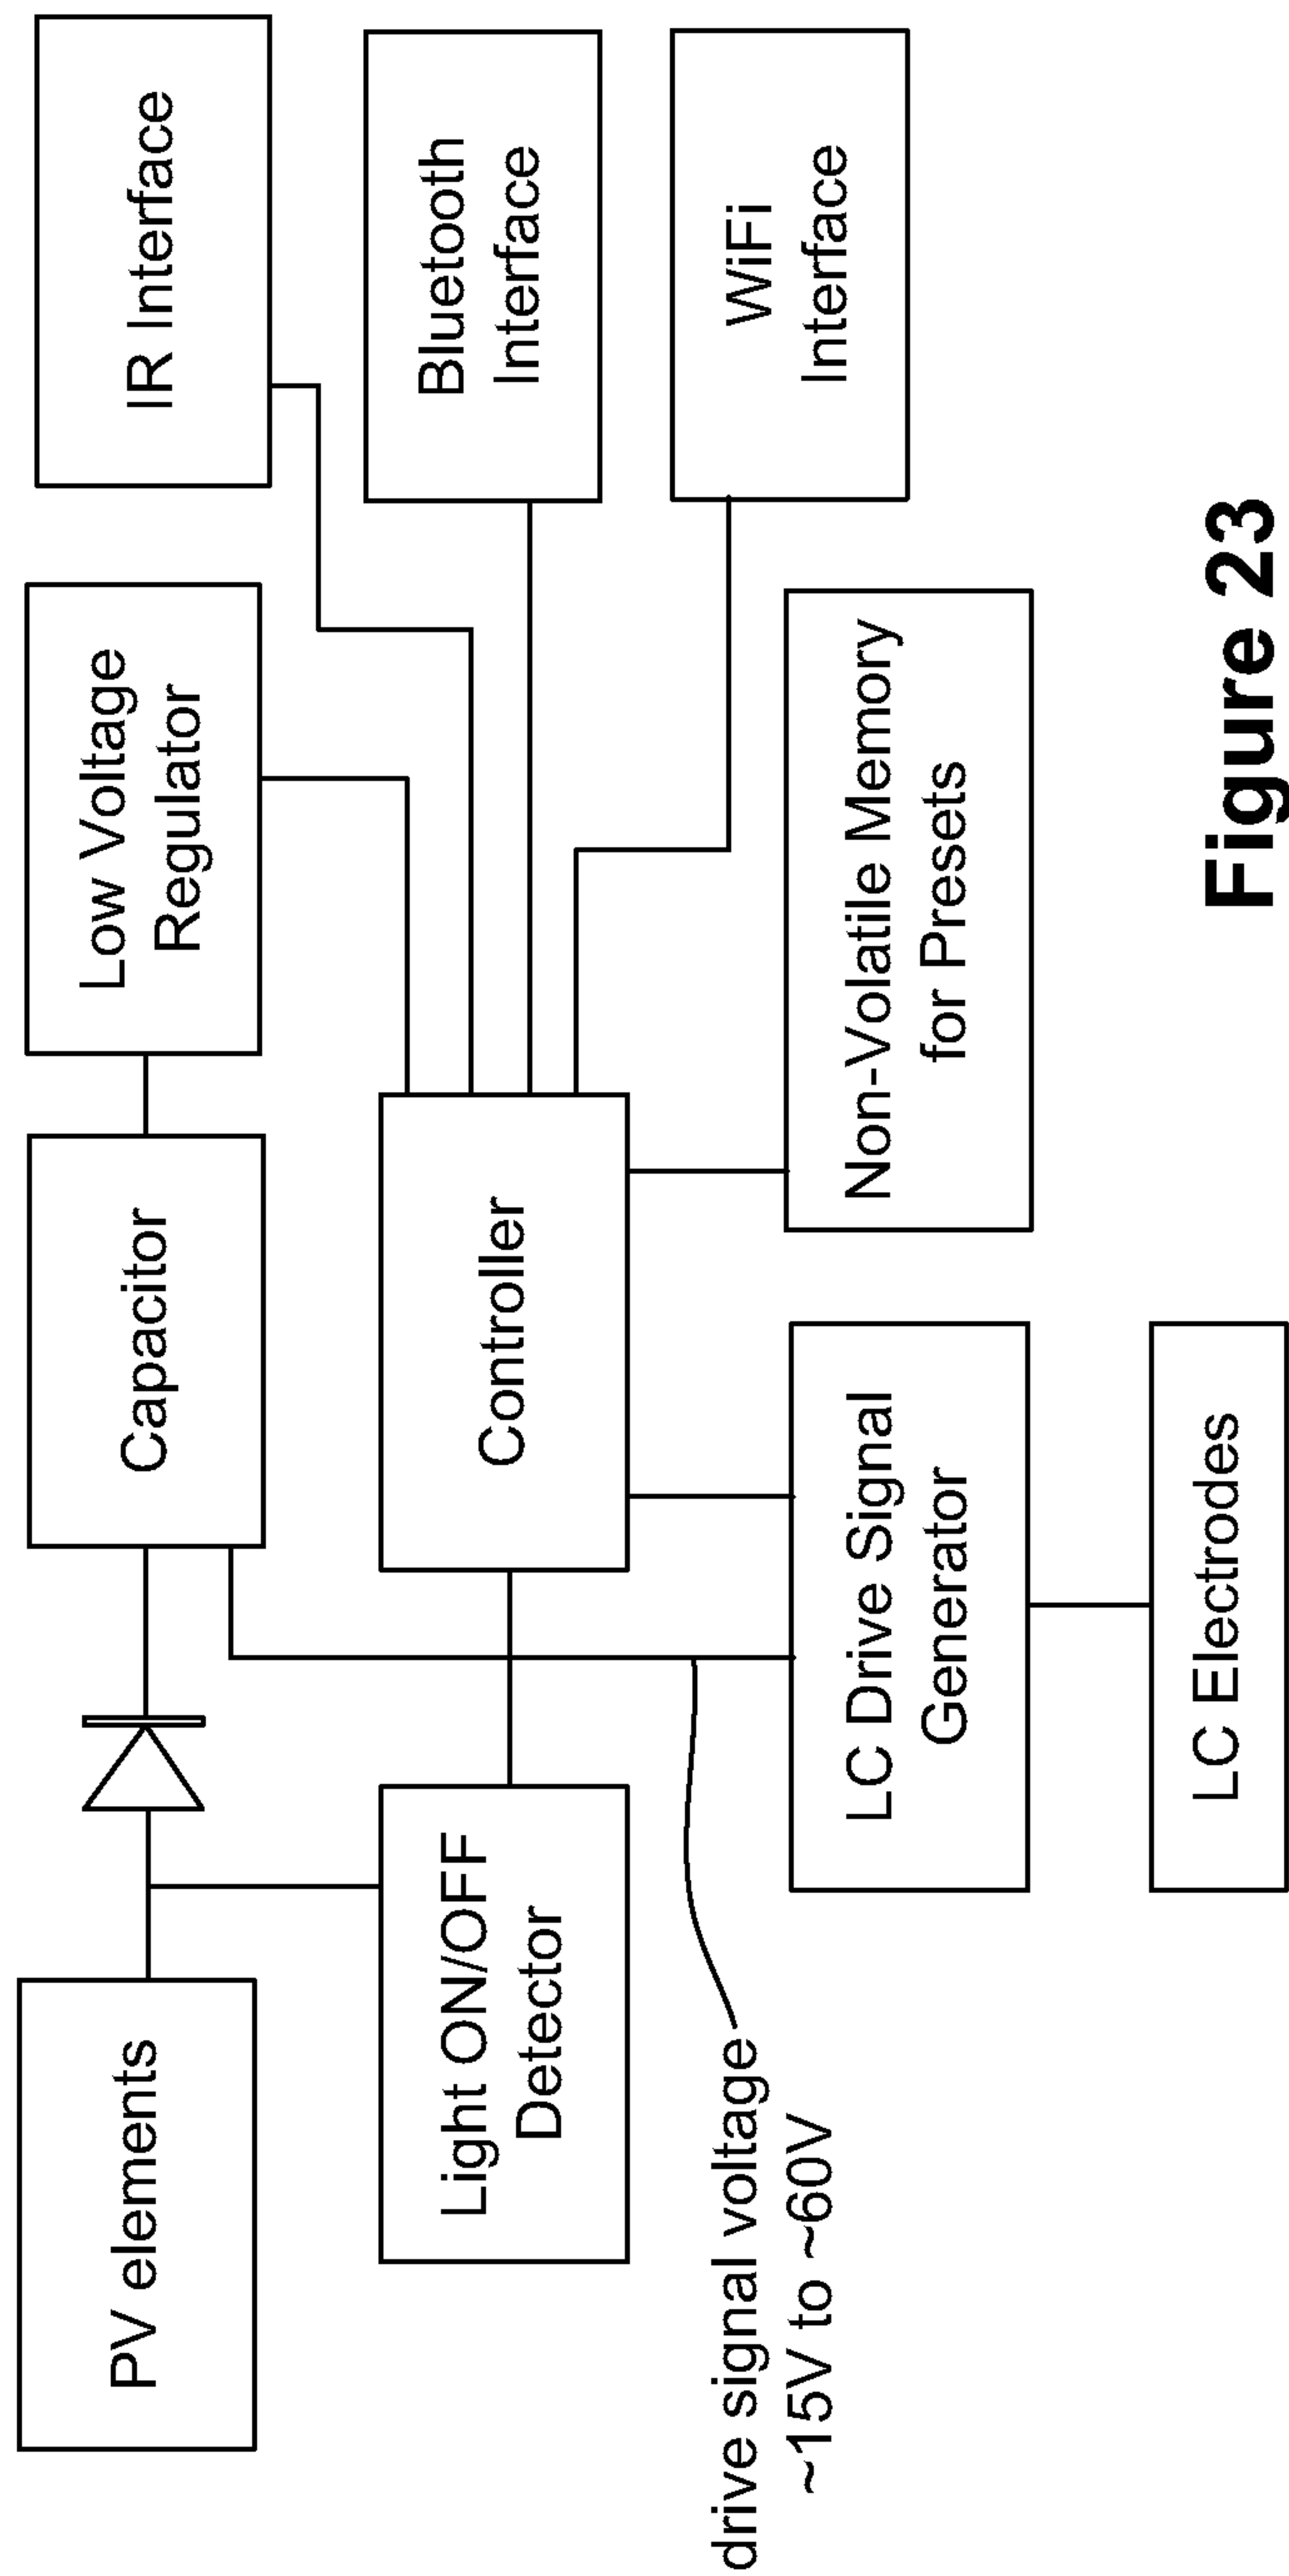 PV elements
Capacitor
Low Voltage
Regulator
IR Interface
Light ON/OFF
Detector
Controller
Bluetooth
Interface
drive signal voltage
~15V to ~60V
LC Drive Signal
Generator
Non-Volatile Memory
for Presets
WiFi
Interface
LC Electrodes
Figure 23